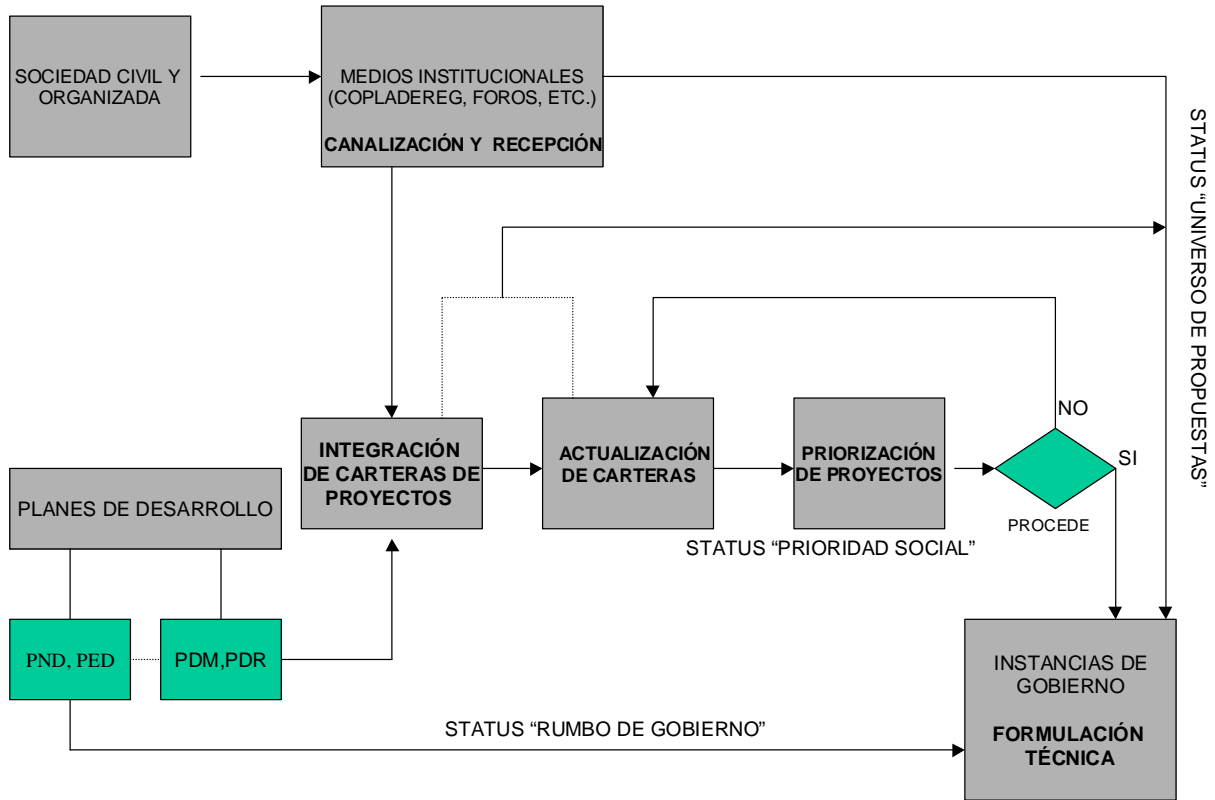 SOCIEDAD CIVIL Y
ORGANIZADA
MEDIOS INSTITUCIONALES
(COPLADEREG, FOROS, ETC.)
CANALIZACIÓN Y RECEPCIÓN
STATUS “UNIVERSO DE PROPUESTAS”
INTEGRACIÓN
DE CARTERAS DE
PROYECTOS
ACTUALIZACIÓN
DE CARTERAS
PRIORIZACIÓN
DE PROYECTOS
NO
SI
PROCEDE
STATUS “PRIORIDAD SOCIAL”
PLANES DE DESARROLLO
PND, PED
PDM,PDR
STATUS “RUMBO DE GOBIERNO”
INSTANCIAS DE
GOBIERNO
FORMULACIÓN
TÉCNICA